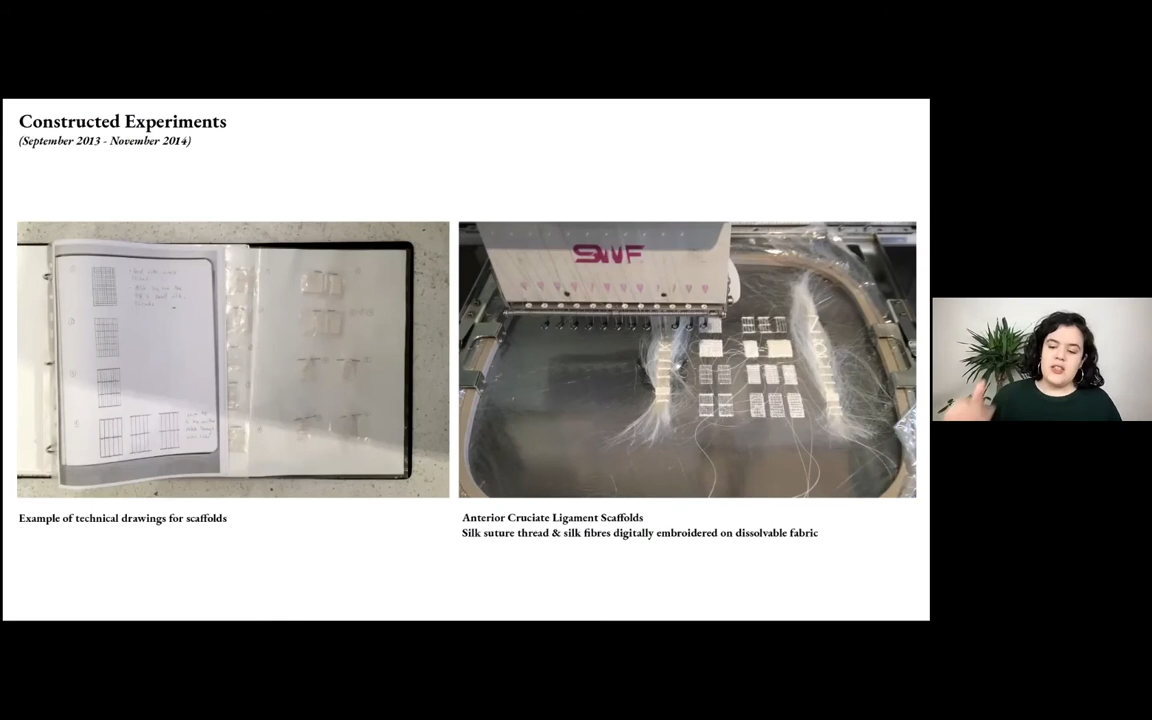 Constructed Experiments
(September 2013 - November 2014)
SWF
Example of technical drawings for scaffolds
Anterior Cruciate Ligament Scaffolds
Silk suture thread & silk fibres digitally embroidered on dissolvable fabric